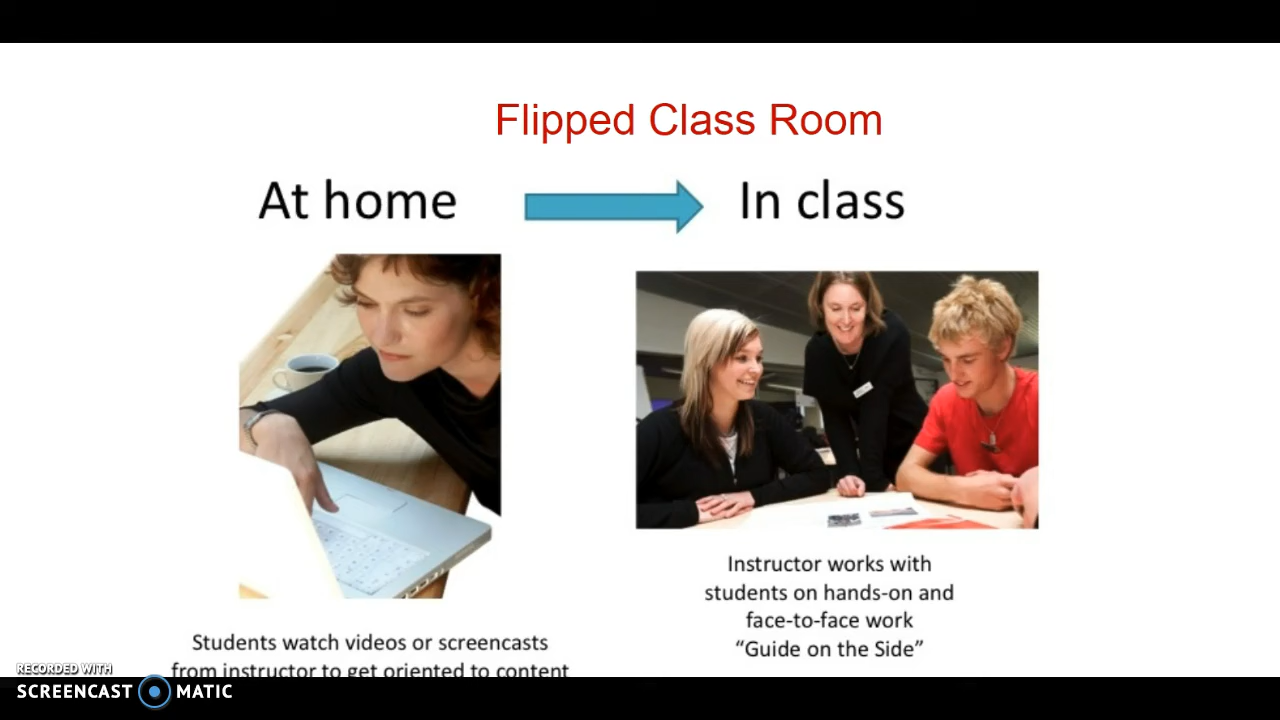 Flipped Class Room
At home
In class
Students watch videos or screencasts
from instructor to get oriented to content
Instructor works with
students on hands-on and
face-to-face work
“Guide on the Side”
RECORDED WITH
SCREENCAST MATIC